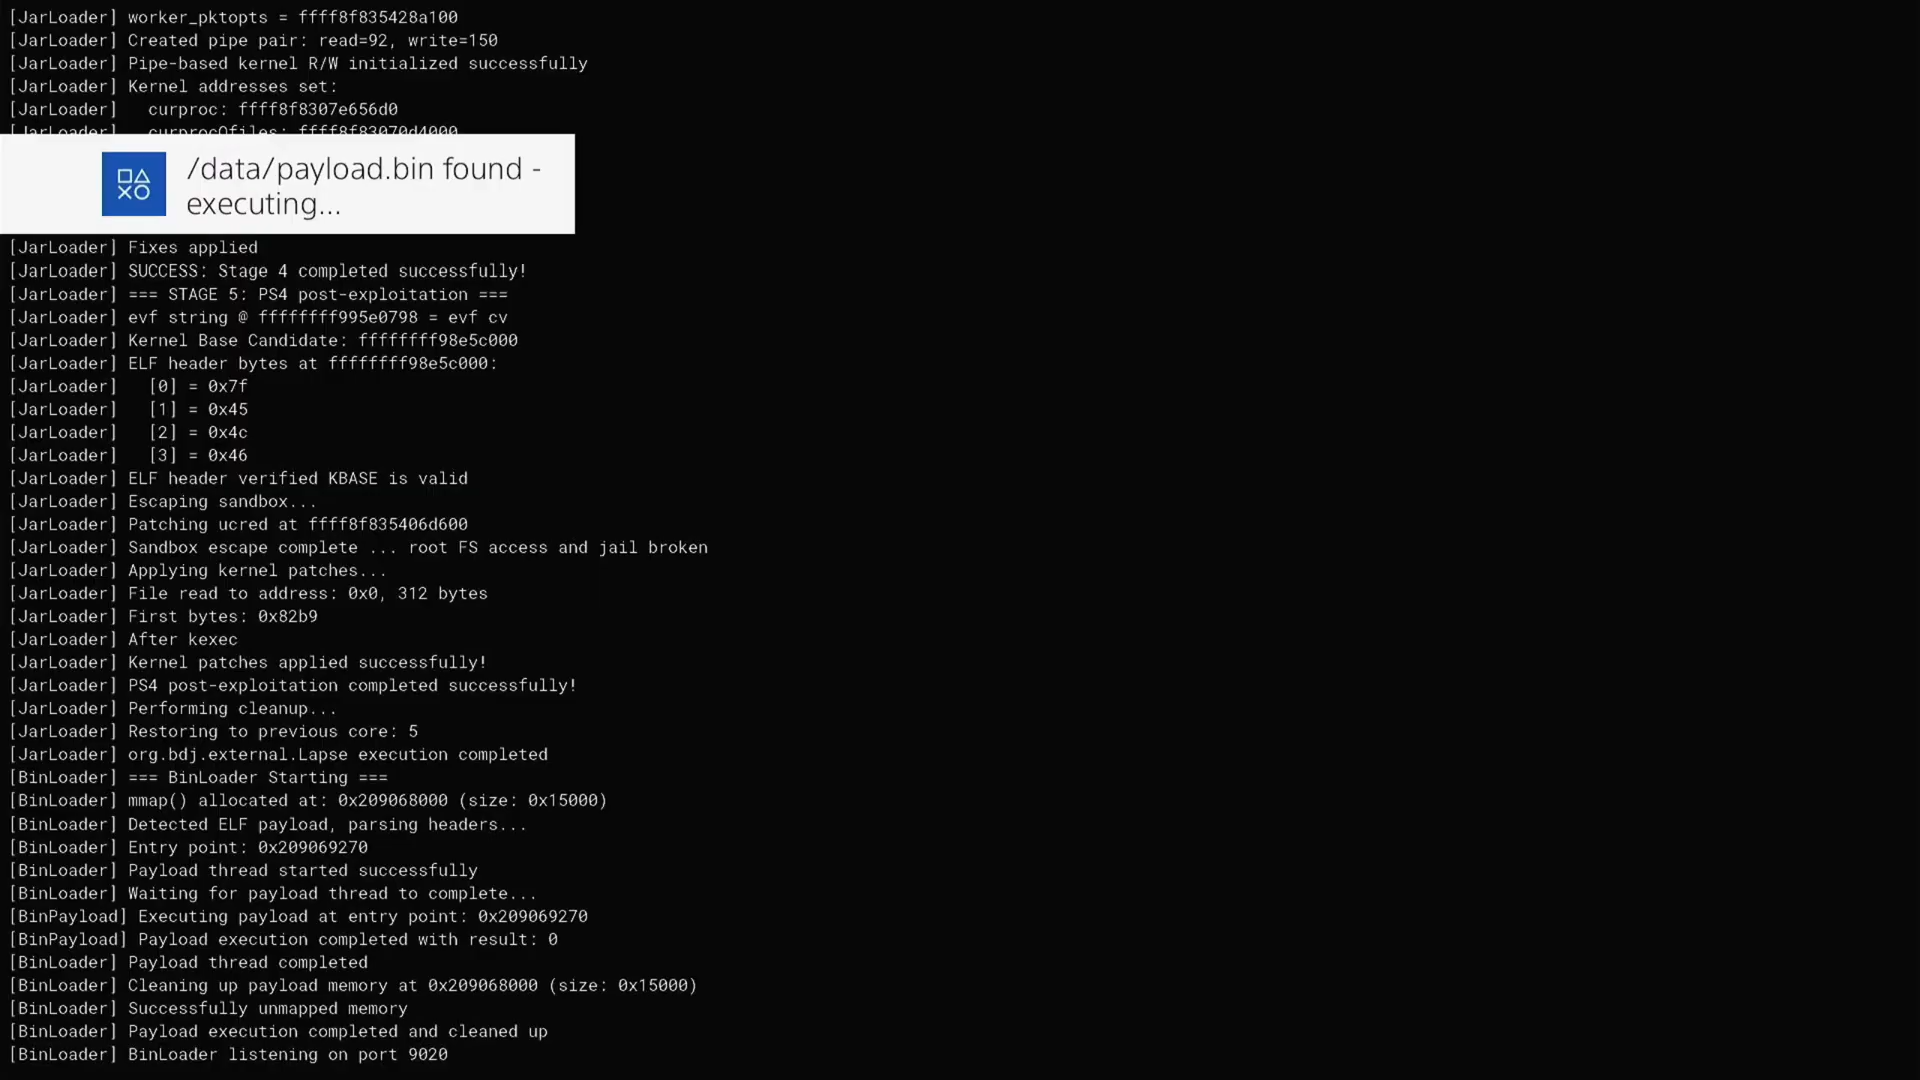 [JarLoader] worker_pktopts = ffff8f835428a100
[JarLoader] Created pipe pair: read=92, write=150
[JarLoader] Pipe-based kernel R/W initialized successfully
[JarLoader] Kernel addresses set:
[JarLoader]   curproc: ffff8f8307e656d0
[JarLoader]   curprocOfiles: ffff8f83070d4000
/data/payload.bin found -
executing...
[JarLoader] Fixes applied
[JarLoader] SUCCESS: Stage 4 completed successfully!
[JarLoader] === STAGE 5: PS4 post-exploitation ===
[JarLoader] evf string @ ffffffff995e0798 = evf cv
[JarLoader] Kernel Base Candidate: ffffffff98e5c000
[JarLoader] ELF header bytes at ffffffff98e5c000:
[JarLoader]   [0] = 0x7f
[JarLoader]   [1] = 0x45
[JarLoader]   [2] = 0x4c
[JarLoader]   [3] = 0x46
[JarLoader] ELF header verified KBASE is valid
[JarLoader] Escaping sandbox...
[JarLoader] Patching ucred at ffff8f835406d600
[JarLoader] Sandbox escape complete ... root FS access and jail broken
[JarLoader] Applying kernel patches...
[JarLoader] File read to address: 0x0, 312 bytes
[JarLoader] First bytes: 0x82b9
[JarLoader] After kexec
[JarLoader] Kernel patches applied successfully!
[JarLoader] PS4 post-exploitation completed successfully!
[JarLoader] Performing cleanup...
[JarLoader] Restoring to previous core: 5
[JarLoader] org.bdj.external.Lapse execution completed
[BinLoader] === BinLoader Starting ===
[BinLoader] mmap() allocated at: 0x209068000 (size: 0x15000)
[BinLoader] Detected ELF payload, parsing headers...
[BinLoader] Entry point: 0x209069270
[BinLoader] Payload thread started successfully
[BinLoader] Waiting for payload thread to complete...
[BinPayload] Executing payload at entry point: 0x209069270
[BinPayload] Payload execution completed with result: 0
[BinLoader] Payload thread completed
[BinLoader] Cleaning up payload memory at 0x209068000 (size: 0x15000)
[BinLoader] Successfully unmapped memory
[BinLoader] Payload execution completed and cleaned up
[BinLoader] BinLoader listening on port 9020